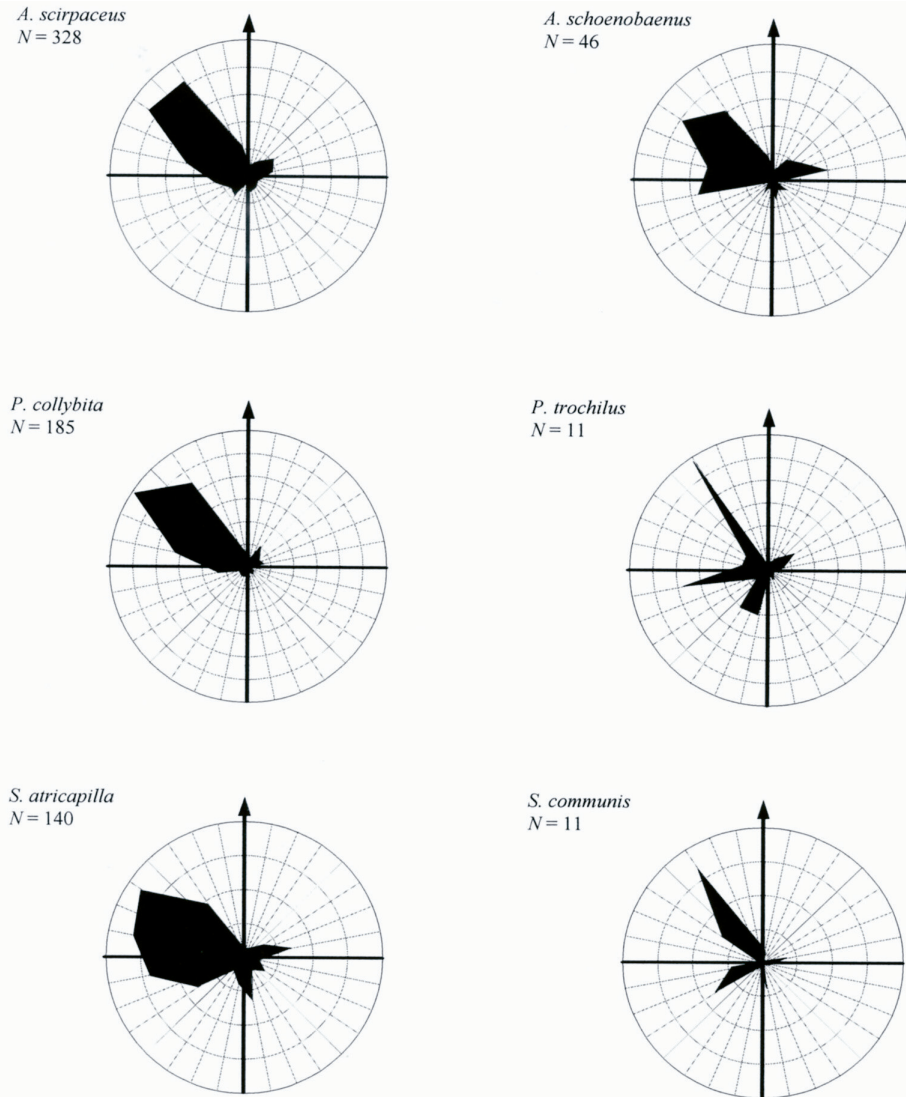 A. scirpaceus
N = 328
A. schoenobaenus
N = 46
P. collybita
N = 185
P. trochilus
N = 11
S. atricapilla
N = 140
S. communis
N = 11